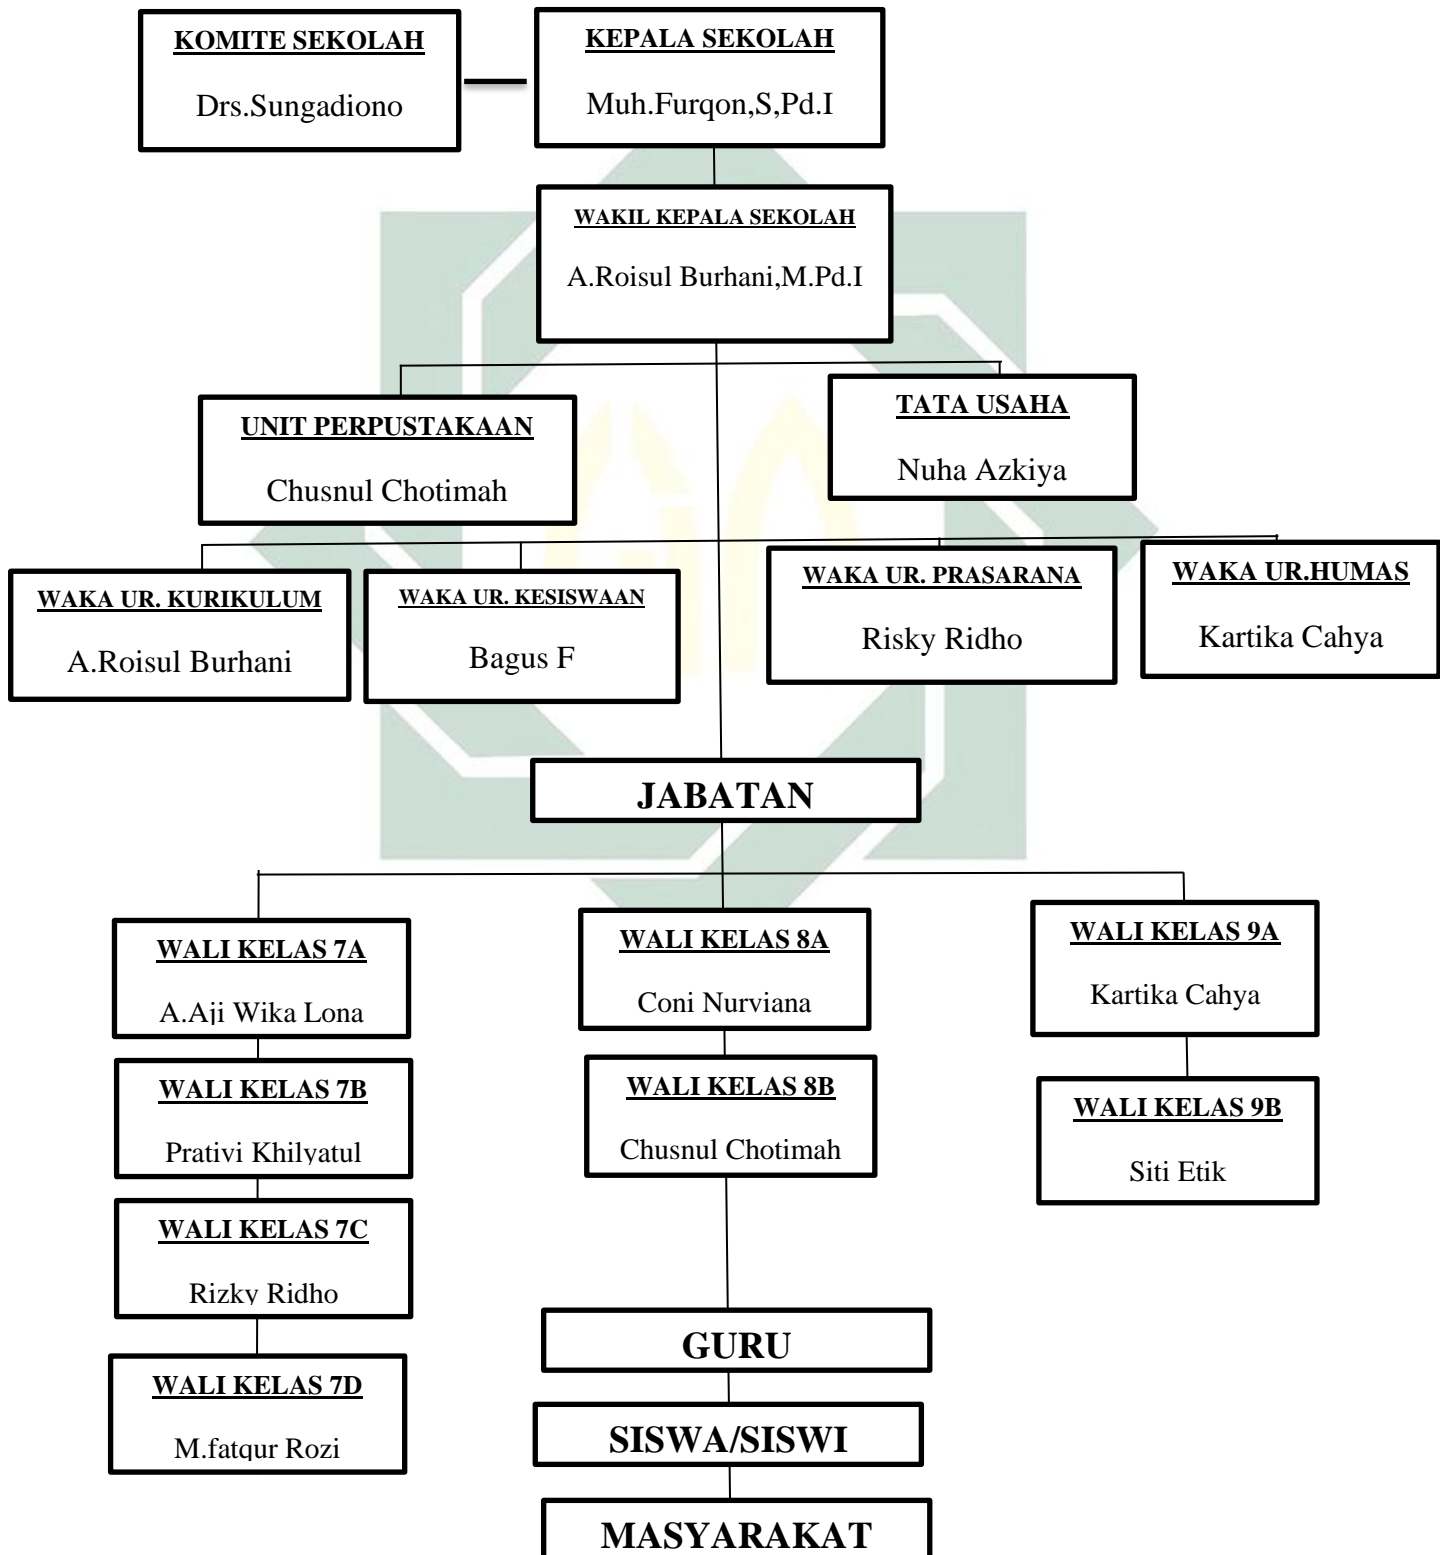 KOMITE SEKOLAH
Drs.Sungadiono
KEPALA SEKOLAH
Muh.Furqon,S,Pd.I
WAKIL KEPALA SEKOLAH
A.Roisul Burhani,M.Pd.I
UNIT PERPUSTAKAAN
Chusnul Chotimah
TATA USAHA
Nuha Azkiya
WAKA UR. KURIKULUM
A.Roisul Burhani
WAKA UR. KESISWAAN
Bagus F
WAKA UR. PRASARANA
Risky Ridho
WAKA UR.HUMAS
Kartika Cahya
JABATAN
WALI KELAS 7A
A.Aji Wika Lona
WALI KELAS 7B
Prativi Khilyatul
WALI KELAS 7C
Rizky Ridho
WALI KELAS 7D
M.fatqur Rozi
WALI KELAS 8A
Coni Nurviana
WALI KELAS 8B
Chusnul Chotimah
WALI KELAS 9A
Kartika Cahya
WALI KELAS 9B
Siti Etik
GURU
SISWA/SISWI
MASYARAKAT